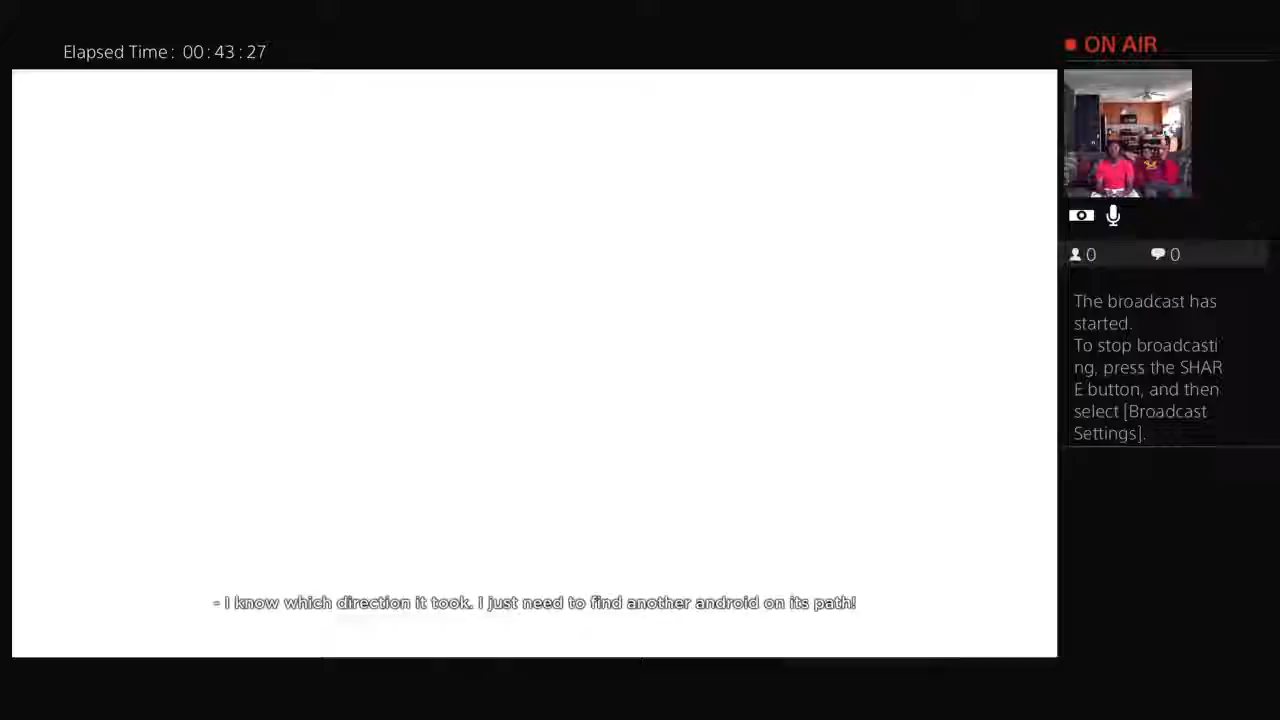 Elapsed Time: 00:43:27
ON AIR
0 0
The broadcast has
started.
To stop broadcasti
ng, press the SHAR
E button, and then
select [Broadcast
Settings].
- I know which direction it took. I just need to find another android on its path!